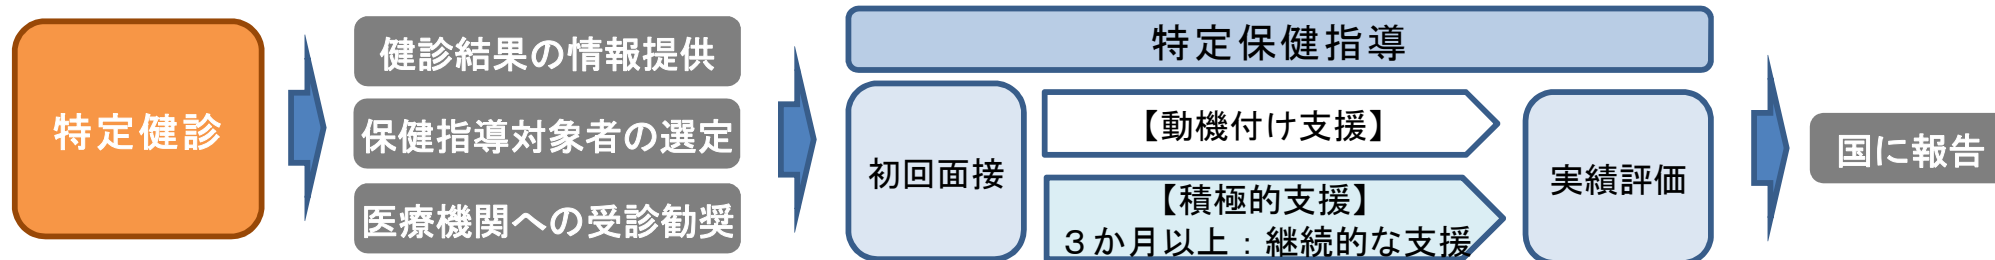 特定健診
健診結果の情報提供
保健指導対象者の選定
医療機関への受診勧奨
特定保健指導
初回面接
【動機付け支援】
【積極的支援】
３か月以上：継続的な支援
実績評価
国に報告